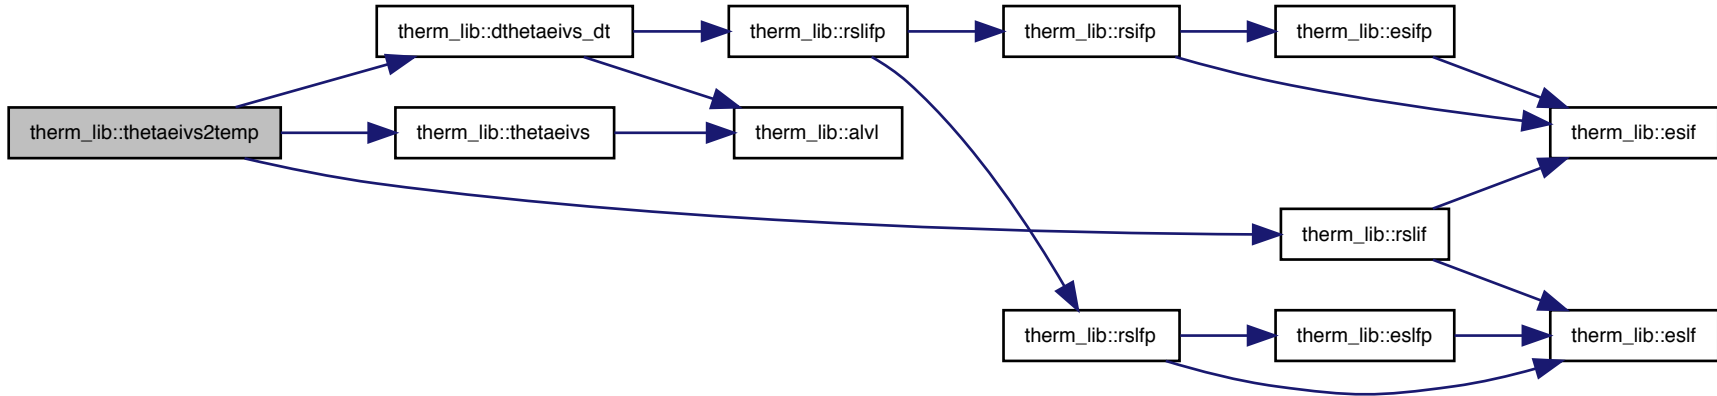 therm_lib::dthetaeivs_dt
therm_lib::rslifp
therm_lib::rsifp
therm_lib::esifp
therm_lib::thetaeivs2temp
therm_lib::thetaeivs
therm_lib::alvl
therm_lib::esif
therm_lib::rslif
therm_lib::rslfp
therm_lib::eslfp
therm_lib::eslf